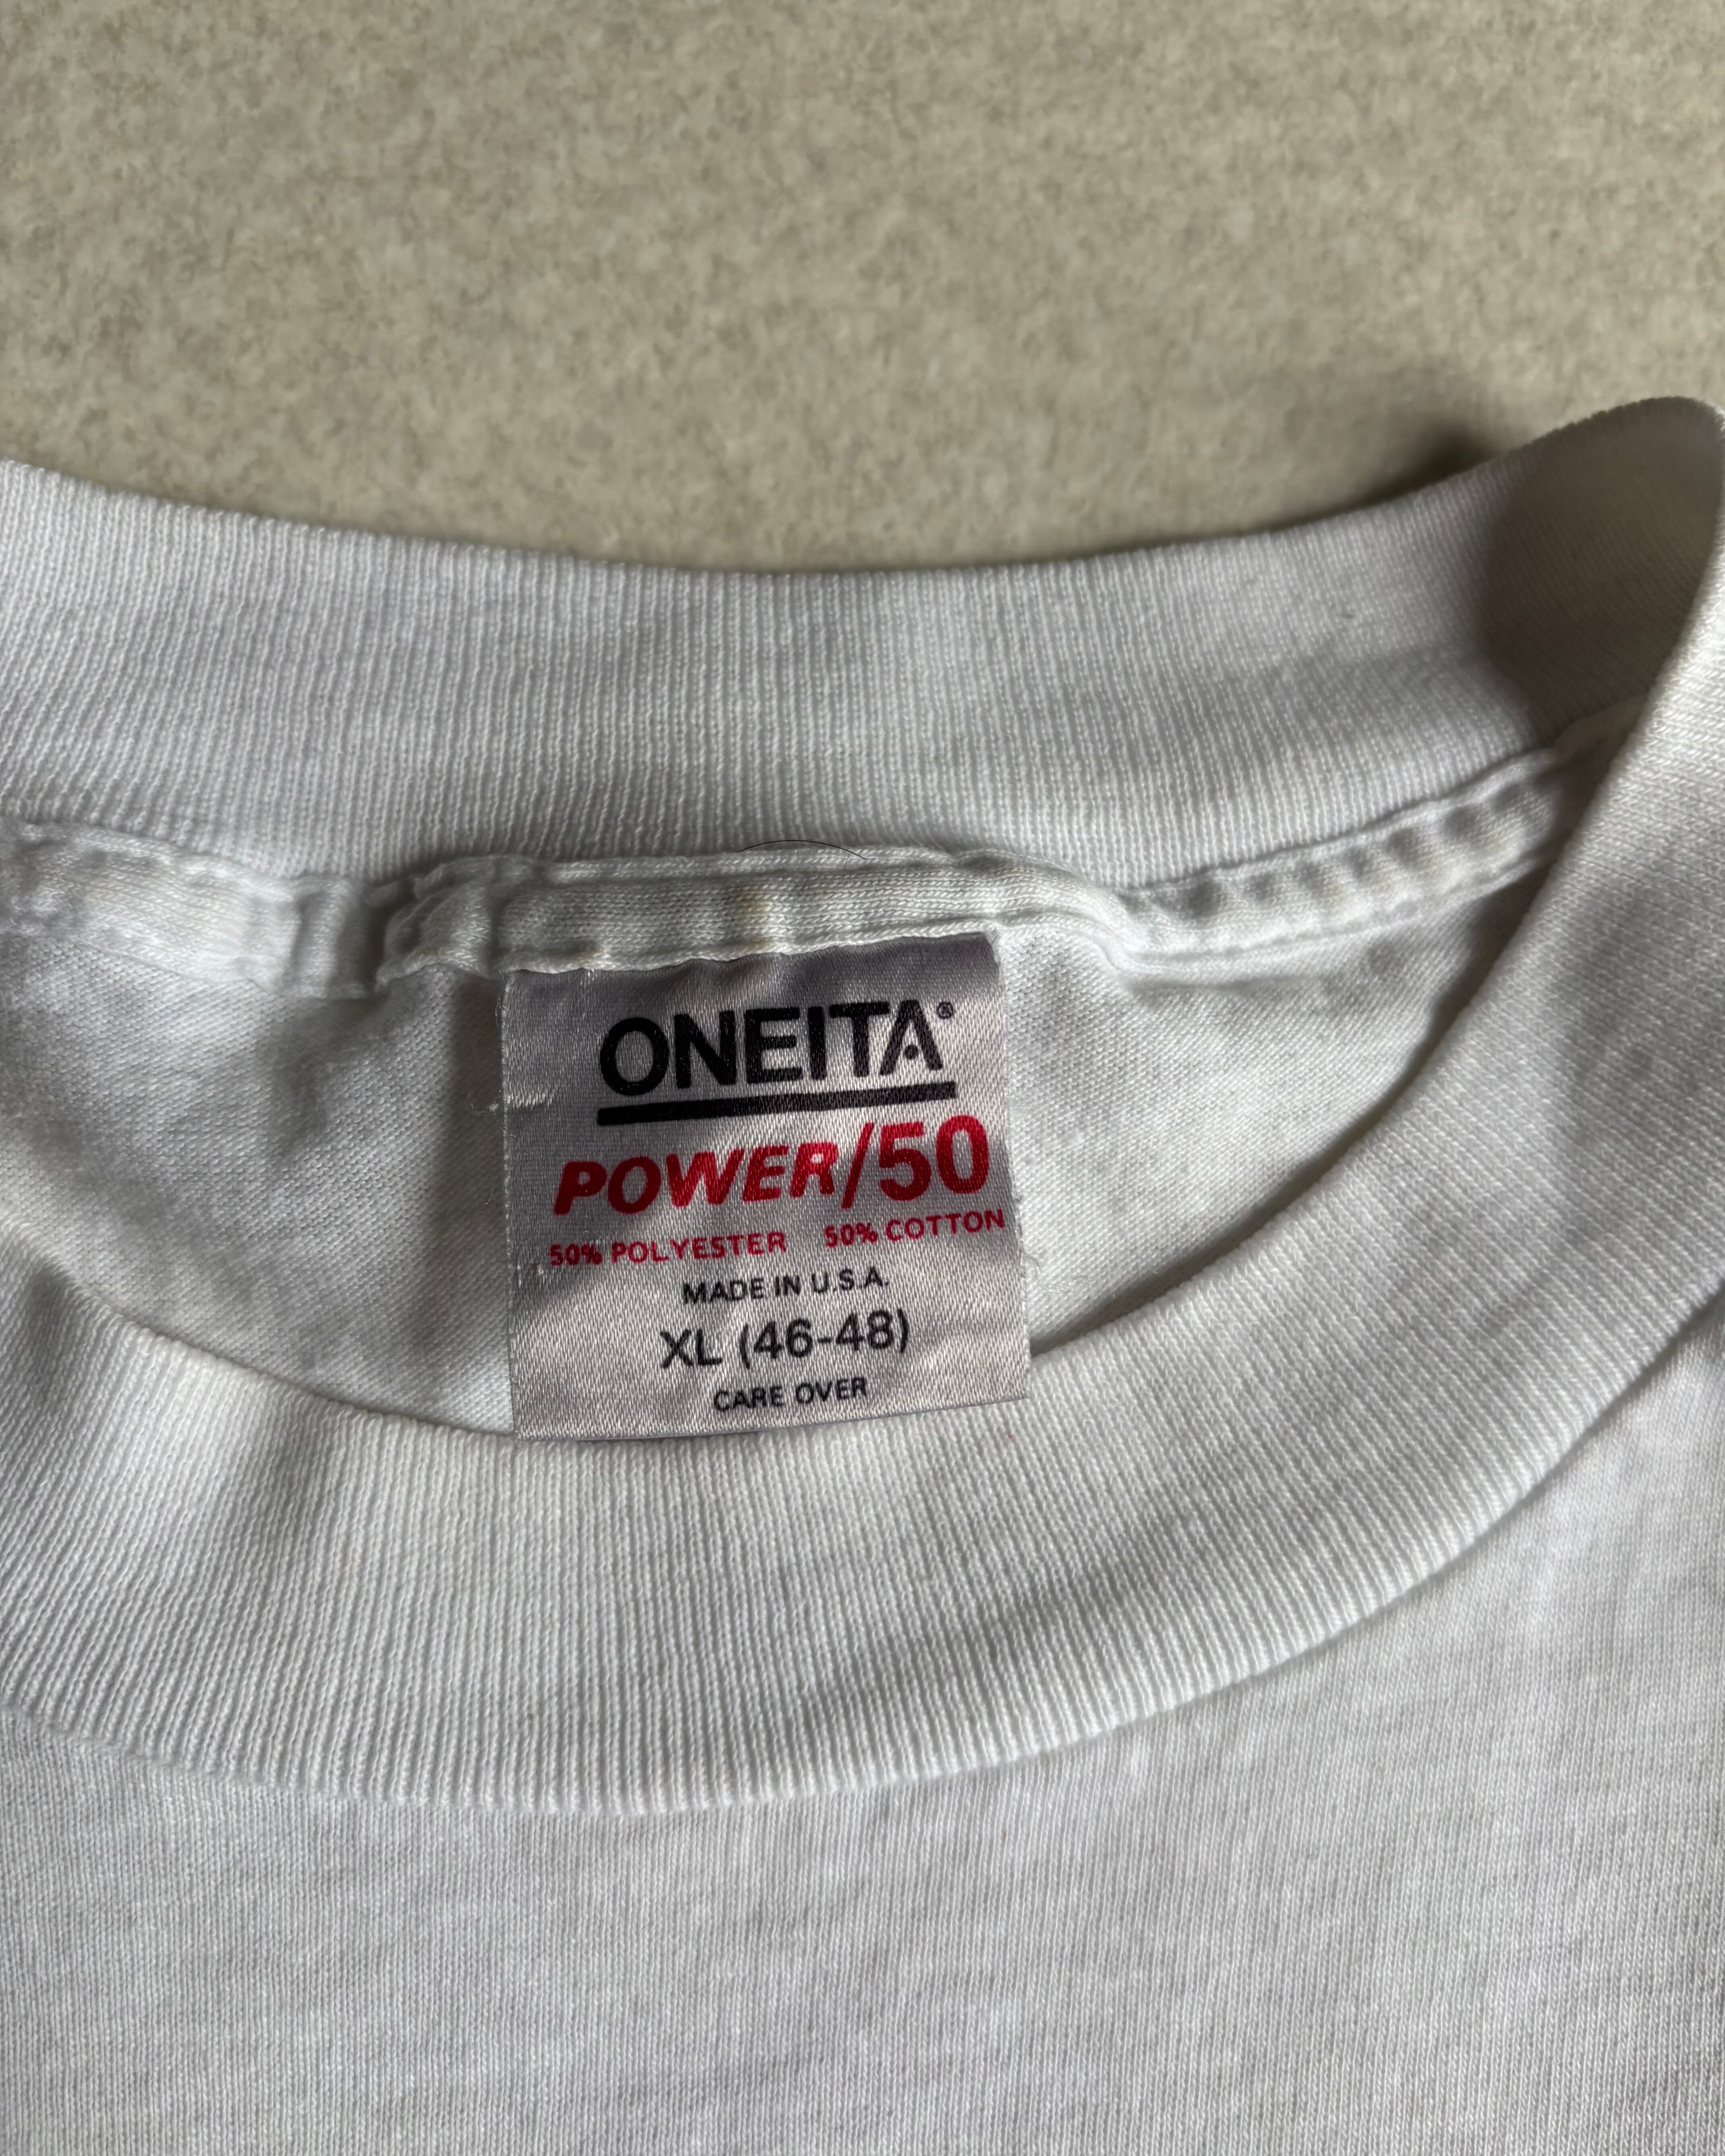 ONEITA®
POWER/50
50% POLYESTER 50% COTTON
MADE IN U.S.A.
XL (46-48)
CARE OVER